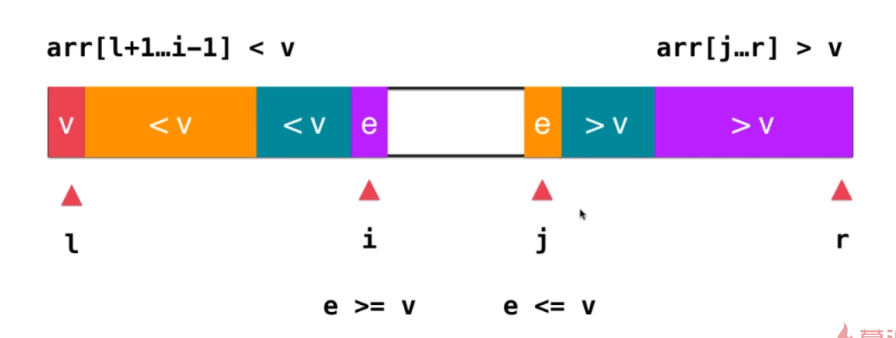 arr[l+1…i-1] < v
arr[j…r] > v
v < v < v e e > v > v
l i j r
e >= v e <= v